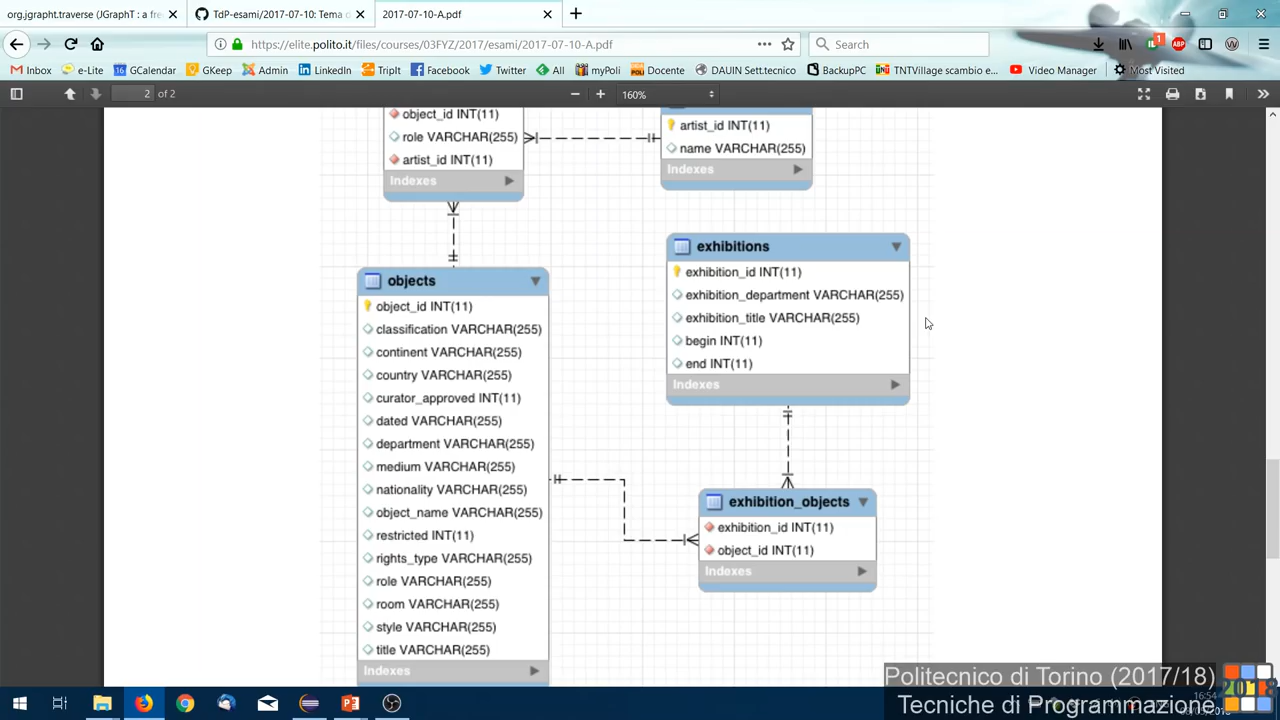 org.jgrapht.traverse (JGraphT : a fre
TdP-esami/2017-07-10: Tema d
2017-07-10-A.pdf
https://elite.polito.it/files/courses/03FYZ/2017/esami/2017-07-10-A.pdf
Search
1
ABP
Inbox
e-Lite
GCalendar
GKeep
Admin
LinkedIn
TripIt
Facebook
Twitter
All
myPoli
Docente
DAUIN Sett.tecnico
BackupPC
TNTVillage scambio e...
Video Manager
Most Visited
2 of 2
160%
object_id INT(11)
role VARCHAR(255)
artist_id INT(11)
Indexes
artist_id INT(11)
name VARCHAR(255)
Indexes
exhibitions
exhibition_id INT(11)
exhibition_department VARCHAR(255)
exhibition_title VARCHAR(255)
begin INT(11)
end INT(11)
Indexes
objects
object_id INT(11)
classification VARCHAR(255)
continent VARCHAR(255)
country VARCHAR(255)
curator_approved INT(11)
dated VARCHAR(255)
department VARCHAR(255)
medium VARCHAR(255)
nationality VARCHAR(255)
object_name VARCHAR(255)
restricted INT(11)
rights_type VARCHAR(255)
role VARCHAR(255)
room VARCHAR(255)
style VARCHAR(255)
title VARCHAR(255)
Indexes
exhibition_objects
exhibition_id INT(11)
object_id INT(11)
Indexes
Politecnico di Torino (2017/18)
Tecniche di Programmazione
16:54
2018